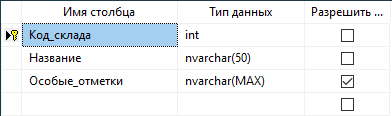 Имя столбца Тип данных Разрешить ...
Код_склада int
Название nvarchar(50)
Особые_отметки nvarchar(MAX)